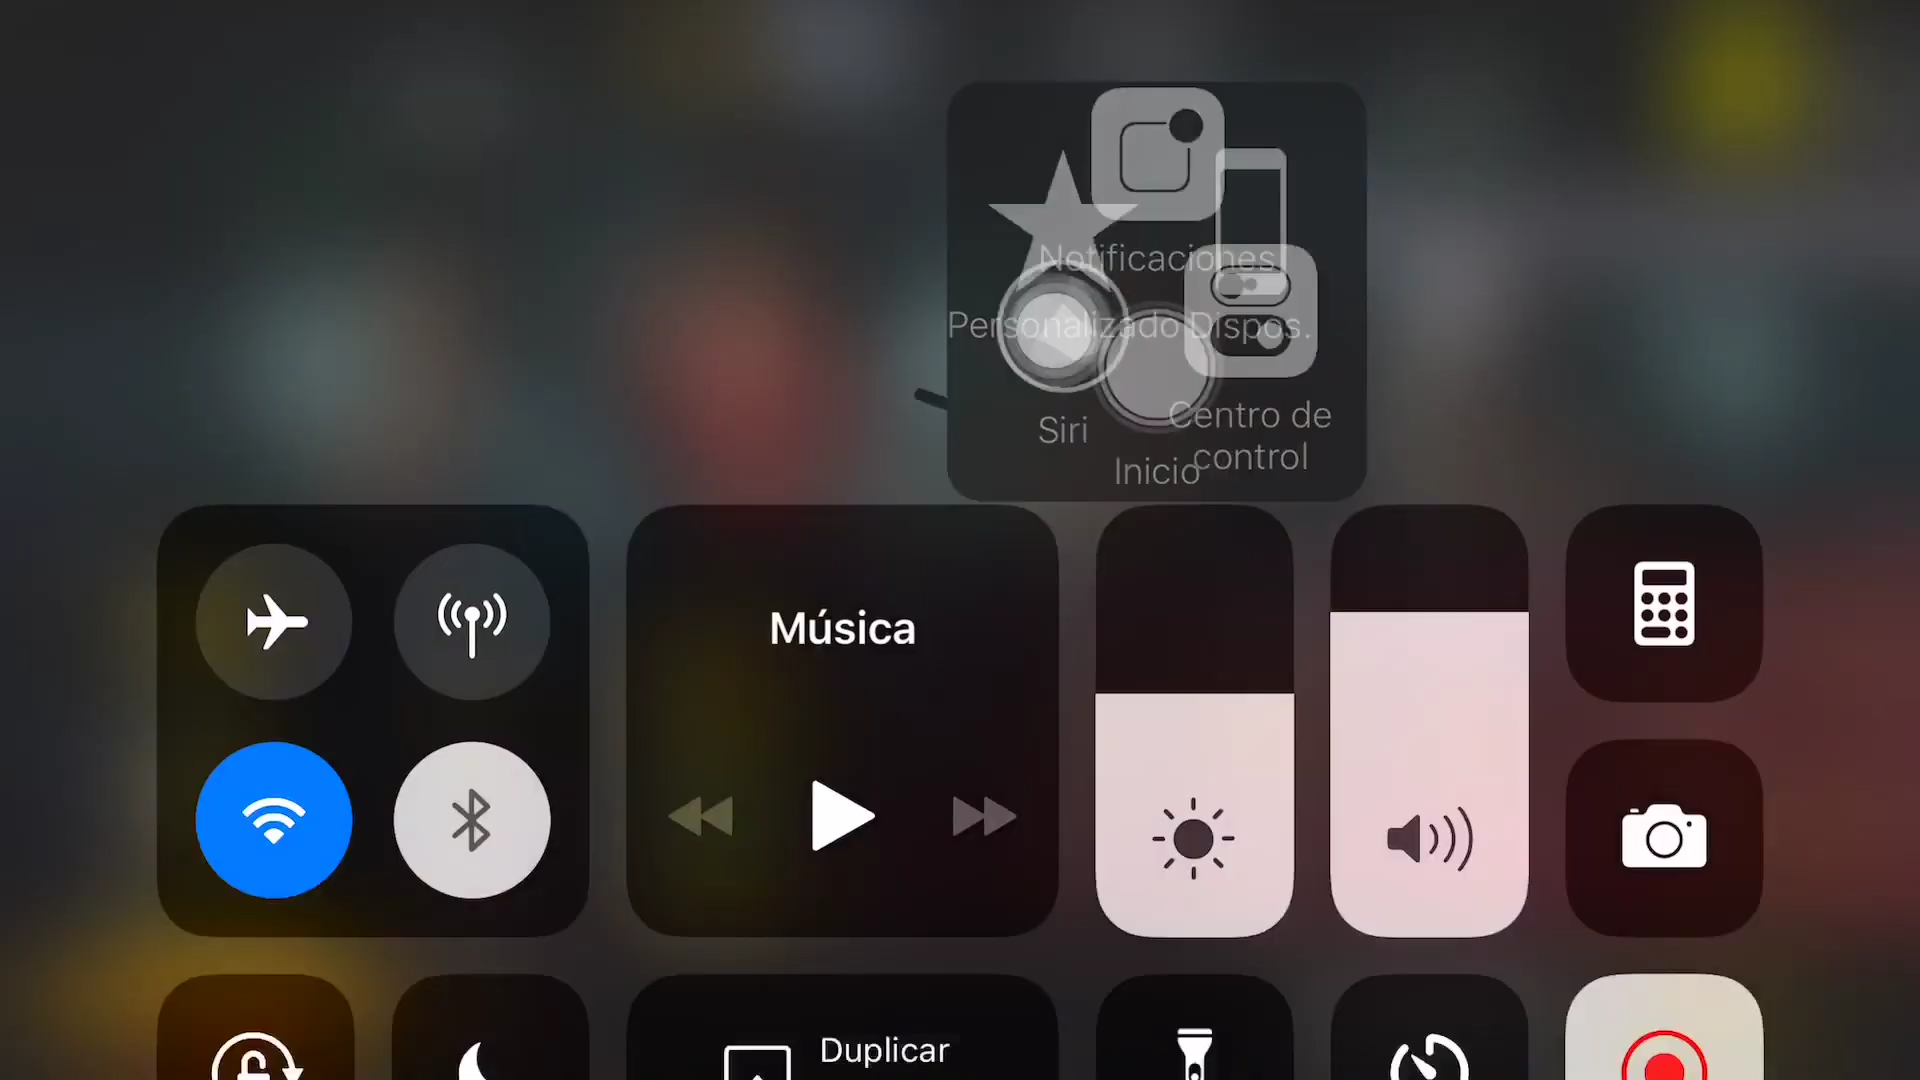 Notificaciones
Personalizado
Dispos.
Siri
Centro de
control
Inicio
Música
Duplicar